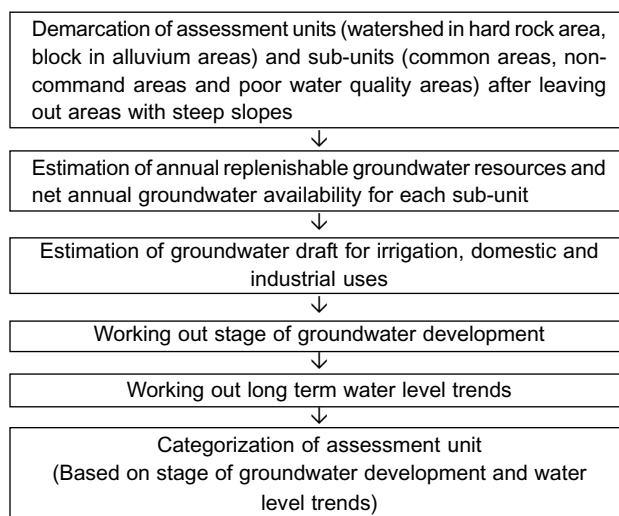 Demarcation of assessment units (watershed in hard rock area,
block in alluvium areas) and sub-units (common areas, non-
command areas and poor water quality areas) after leaving
out areas with steep slopes
Estimation of annual replenishable groundwater resources and
net annual groundwater availability for each sub-unit
Estimation of groundwater draft for irrigation, domestic and
industrial uses
Working out stage of groundwater development
Working out long term water level trends
Categorization of assessment unit
(Based on stage of groundwater development and water
level trends)